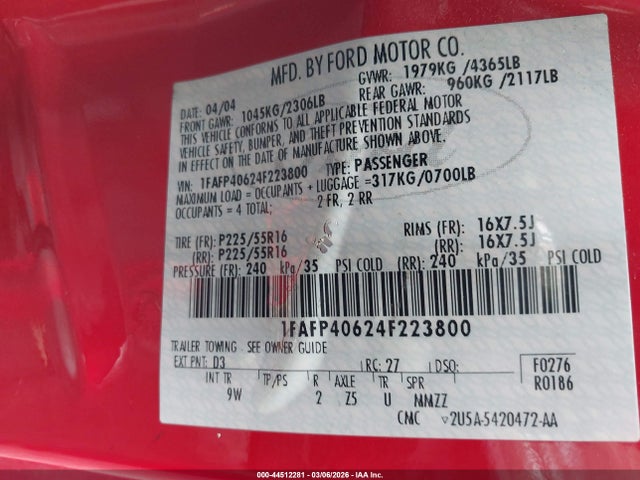 MFD. BY FORD MOTOR CO.
DATE: 04/04 GVWR: 1979KG /4365LB
FRONT GAWR: 1045KG/2306LB REAR GAWR: 960KG /2117LB
THIS VEHICLE CONFORMS TO ALL APPLICABLE FEDERAL MOTOR
VEHICLE SAFETY, BUMPER, AND THEFT PREVENTION STANDARDS
IN EFFECT ON THE DATE OF MANUFACTURE SHOWN ABOVE.
VIN: 1FAFP40624F223800 TYPE: PASSENGER
MAXIMUM LOAD = OCCUPANTS + LUGGAGE = 317KG/0700LB
OCCUPANTS = 4 TOTAL: 2 FR, 2 RR
TIRE (FR): P225/55R16 RIMS (FR): 16X7.5J
(RR): P225/55R16 (RR): 16X7.5J
PRESSURE (FR): 240 kPa/35 PSI COLD (RR): 240 kPa/35 PSI COLD
1FAFP40624F223800
TRAILER TOWING - SEE OWNER GUIDE
EXT PNT: D3 RC: 27 DSO: F0276
INT TR TP/PS R AXLE TR SPR R0186
9W 2 Z5 U MMZZ
CMC 2U5A-5420472-AA
000-44512281 - 03/06/2026 - IAAI.com